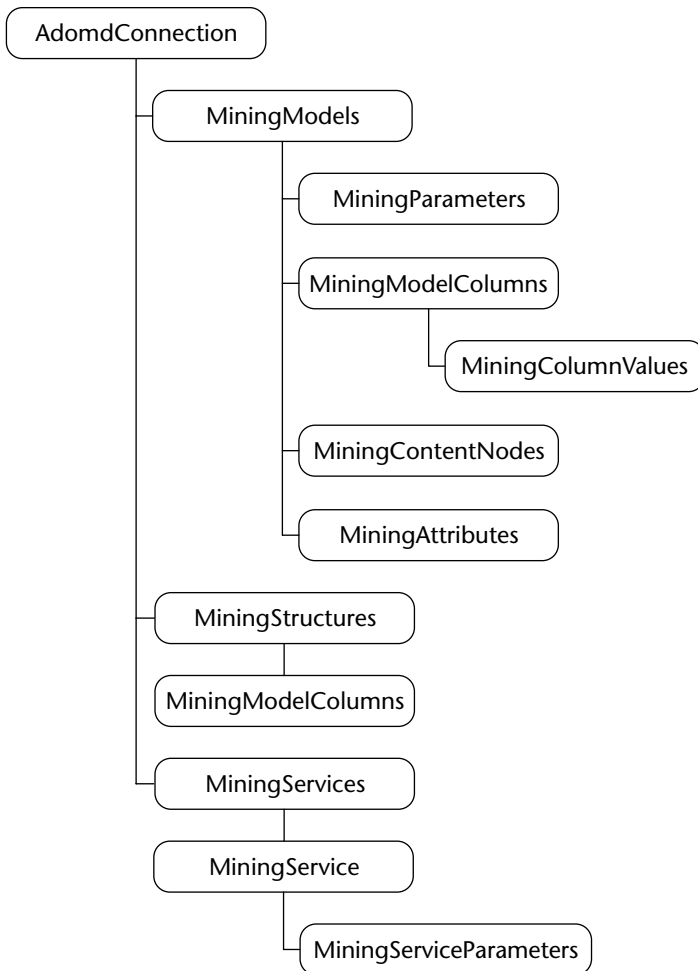 AdomdConnection
MiningModels
MiningParameters
MiningModelColumns
MiningColumnValues
MiningContentNodes
MiningAttributes
MiningStructures
MiningModelColumns
MiningServices
MiningService
MiningServiceParameters